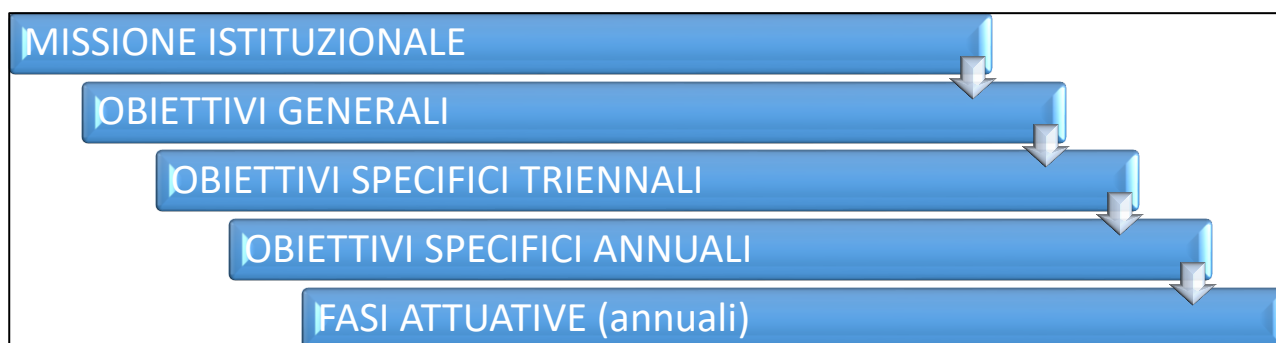 MISSIONE ISTITUZIONALE
OBIETTIVI GENERALI
OBIETTIVI SPECIFICI TRIENNALI
OBIETTIVI SPECIFICI ANNUALI
FASI ATTUATIVE (annuali)